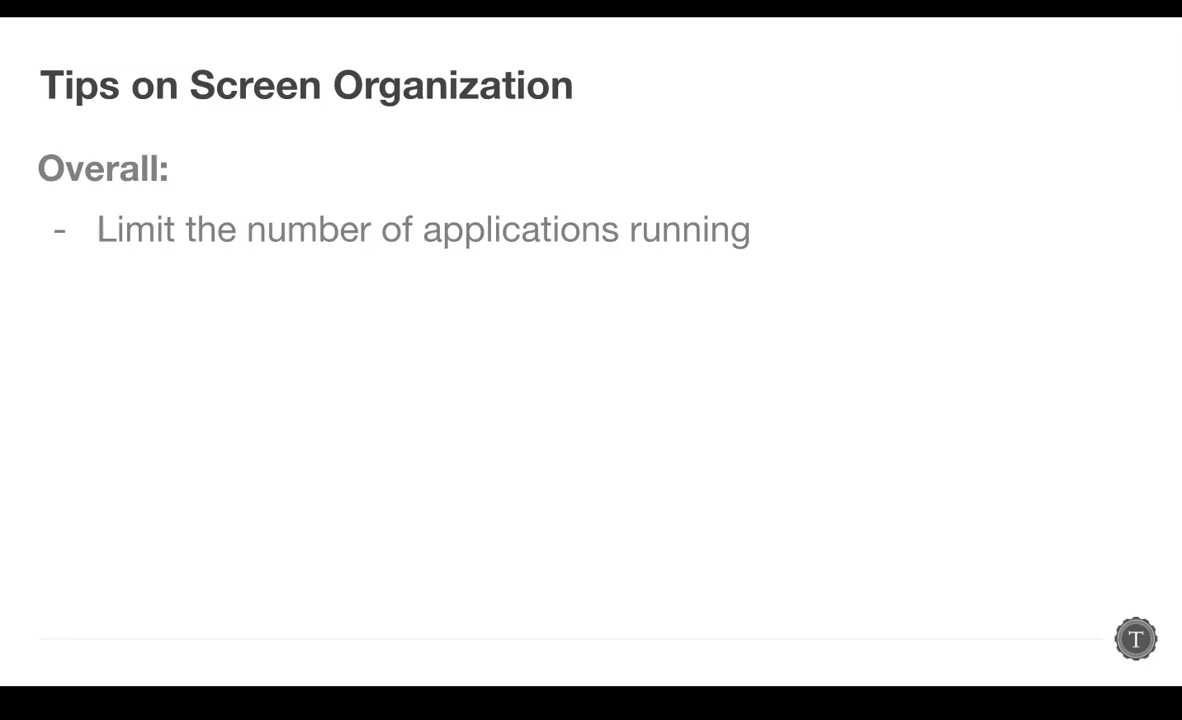 Tips on Screen Organization
Overall:
- Limit the number of applications running
T